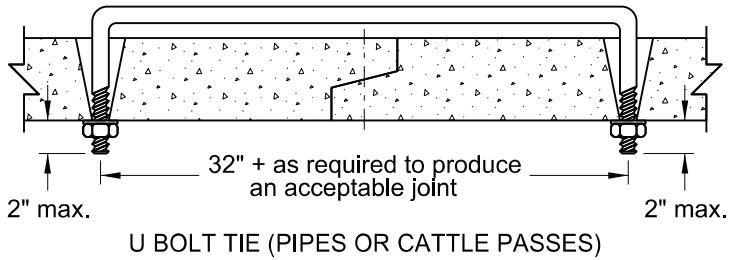 32" + as required to produce
an acceptable joint
2" max.
2" max.
U BOLT TIE (PIPES OR CATTLE PASSES)